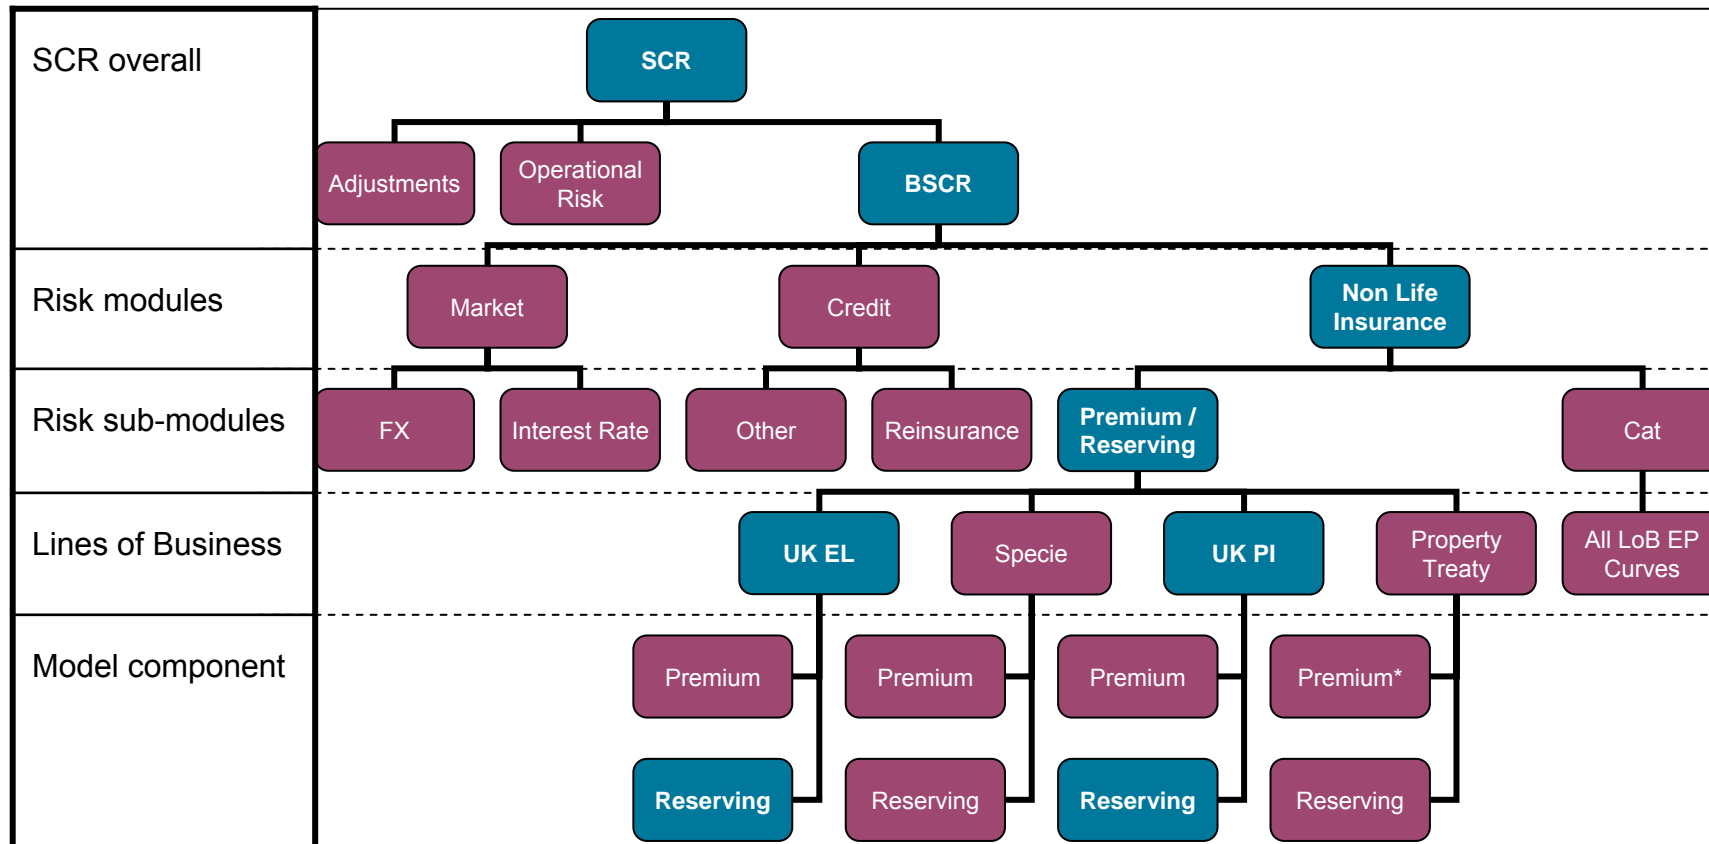 SCR overall
SCR
Adjustments
Operational
Risk
BSCR
Risk modules
Market
Credit
Non Life
Insurance
Risk sub-modules
FX
Interest Rate
Other
Reinsurance
Premium /
Reserving
Cat
Lines of Business
UK EL
Specie
UK PI
Property
Treaty
All LoB EP
Curves
Model component
Premium
Premium
Premium
Premium*
Reserving
Reserving
Reserving
Reserving